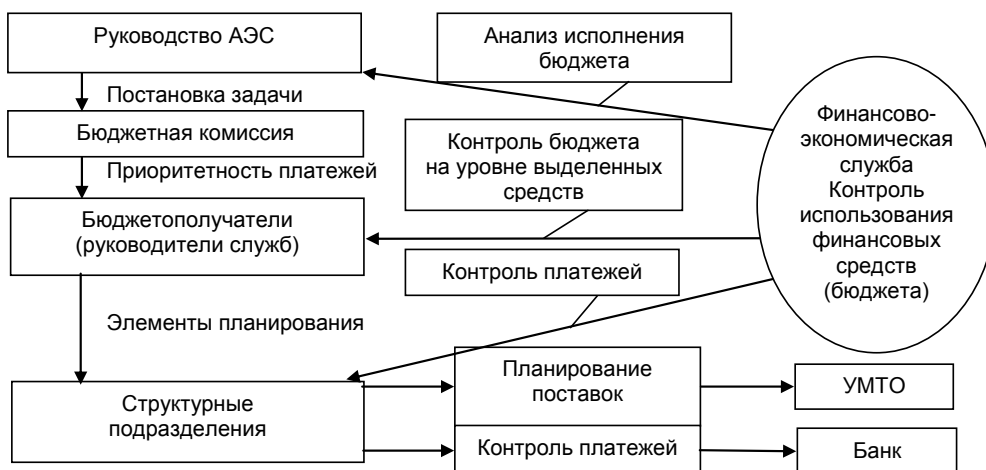 Руководство АЭС
Анализ исполнения
бюджета
Постановка задачи
Бюджетная комиссия
Приоритетность платежей
Контроль бюджета
на уровне выделенных
средств
Финансово-
экономическая
служба
Контроль
использования
финансовых
средств
(бюджета)
Бюджетополучатели
(руководители служб)
Контроль платежей
Элементы планирования
Структурные
подразделения
Планирование
поставок
УМТО
Контроль платежей
Банк